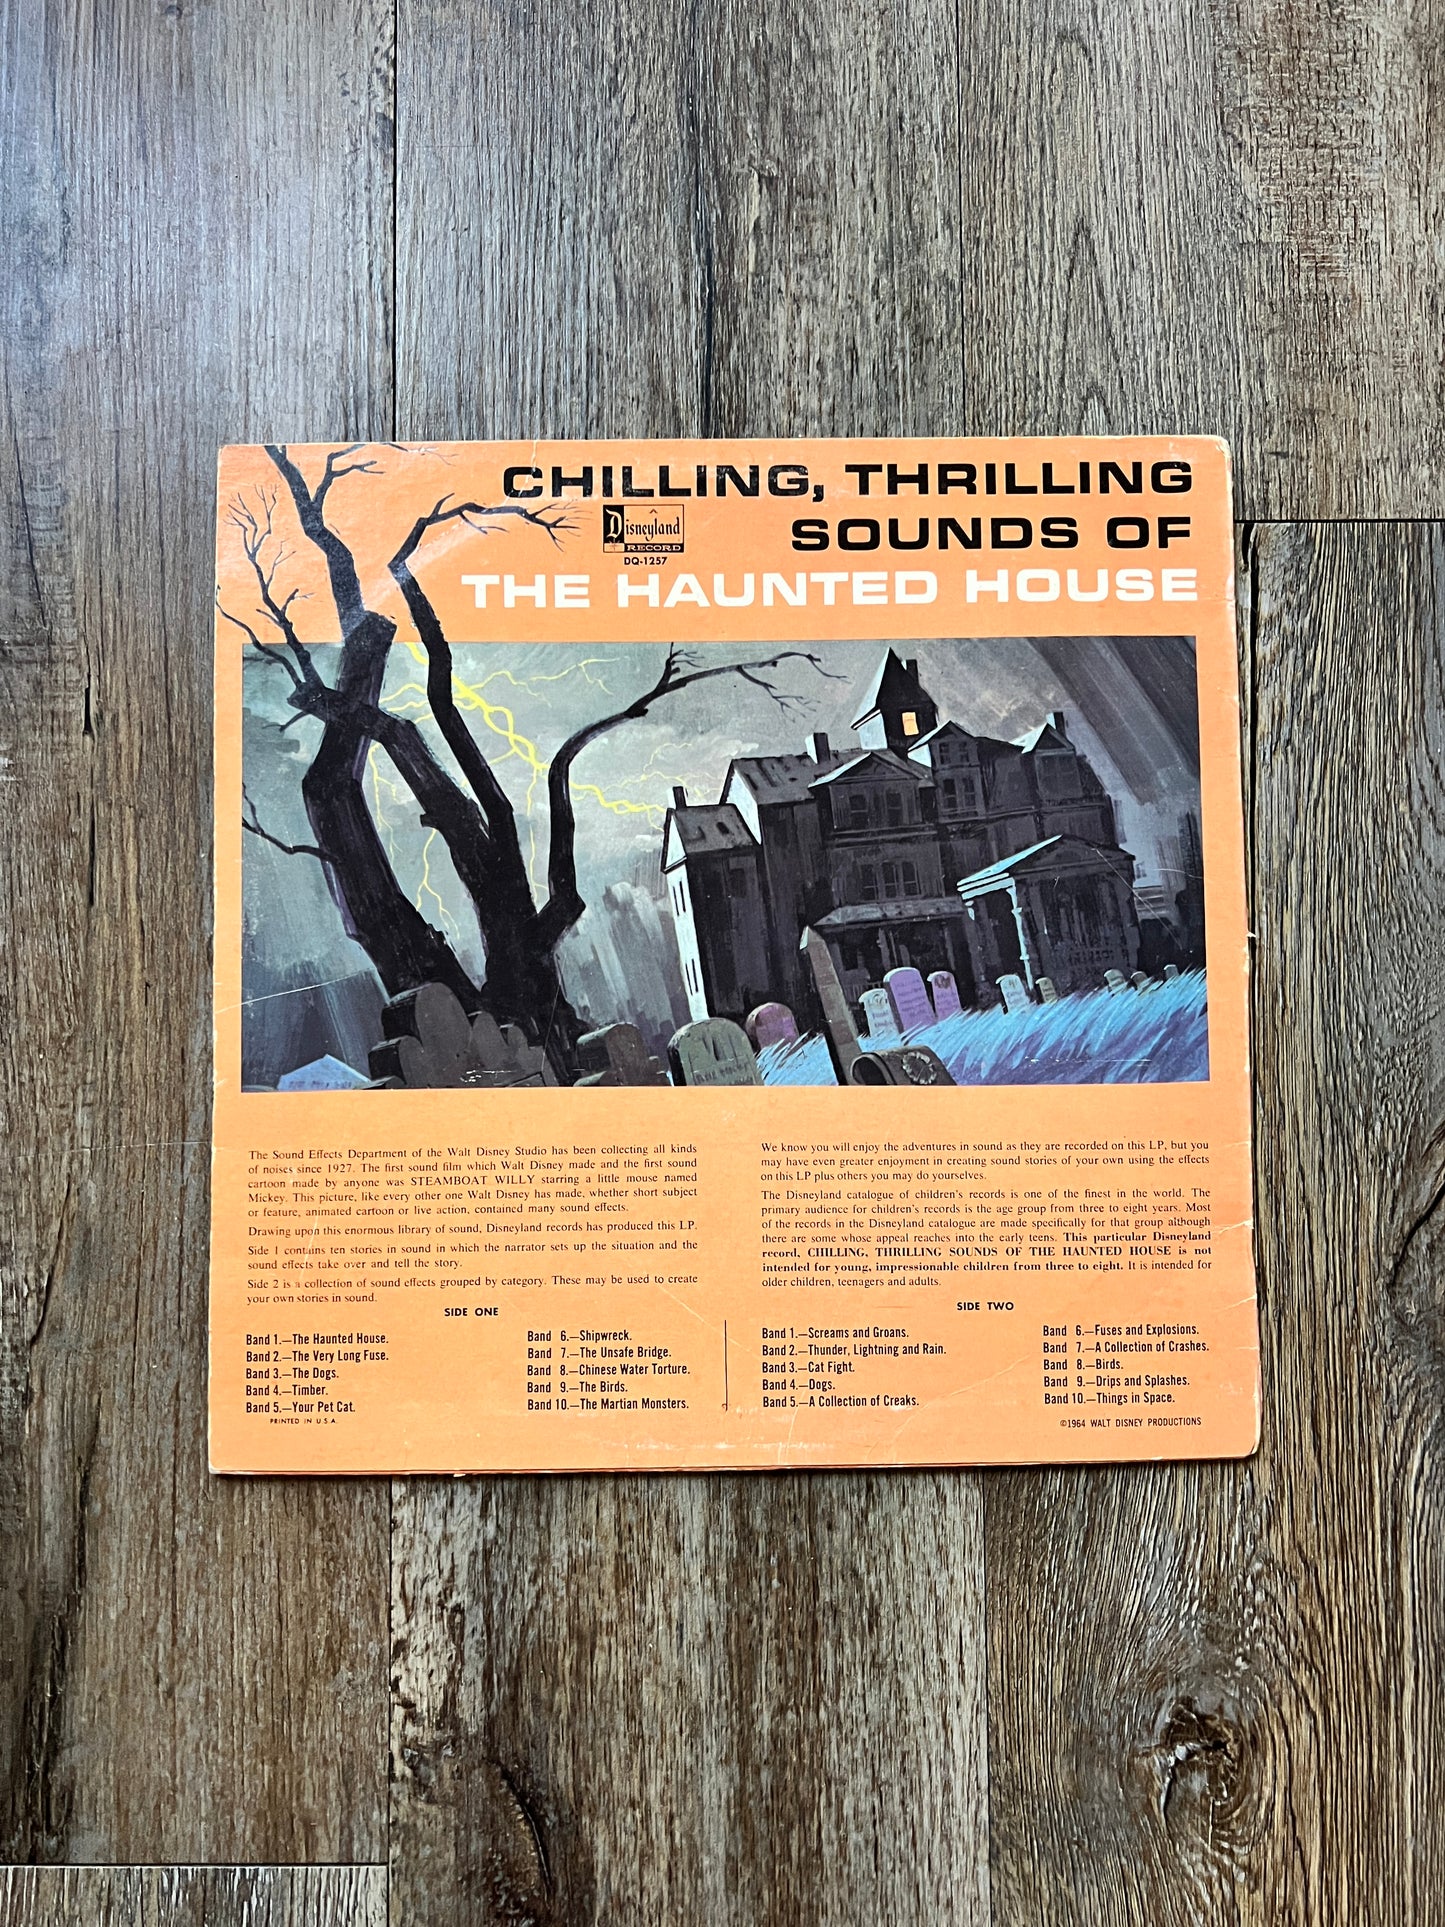 CHILLING, THRILLING
SOUNDS OF
THE HAUNTED HOUSE
Disneyland
RECORD
DQ-1257
The Sound Effects Department of the Walt Disney Studio has been collecting all kinds
of noises since 1927. The first sound film which Walt Disney made and the first sound
cartoon made by anyone was STEAMBOAT WILLY starring a little mouse named
Mickey. This picture, like every other one Walt Disney has made, whether short subject
or feature, animated cartoon or live action, contained many sound effects.
Drawing upon this enormous library of sound, Disneyland records has produced this LP.
Side 1 contains ten stories in sound in which the narrator sets up the situation and the
sound effects take over and tell the story.
Side 2 is a collection of sound effects grouped by category. These may be used to create
your own stories in sound.
We know you will enjoy the adventures in sound as they are recorded on this LP, but you
may have even greater enjoyment in creating sound stories of your own using the effects
on this LP plus others you may do yourselves.
The Disneyland catalogue of children's records is one of the finest in the world. The
primary audience for children's records is the age group from three to eight years. Most
of the records in the Disneyland catalogue are made specifically for that group although
there are some whose appeal reaches into the early teens. This particular Disneyland
record, CHILLING, THRILLING SOUNDS OF THE HAUNTED HOUSE is not
intended for young, impressionable children from three to eight. It is intended for
older children, teenagers and adults.
SIDE ONE
Band 1.—The Haunted House.
Band 2.—The Very Long Fuse.
Band 3.—The Dogs.
Band 4.—Timber.
Band 5.—Your Pet Cat.
Band 6.—Shipwreck.
Band 7.—The Unsafe Bridge.
Band 8.—Chinese Water Torture.
Band 9.—The Birds.
Band 10.—The Martian Monsters.
SIDE TWO
Band 1.—Screams and Groans.
Band 2.—Thunder, Lightning and Rain.
Band 3.—Cat Fight.
Band 4.—Dogs.
Band 5.—A Collection of Creaks.
Band 6.—Fuses and Explosions.
Band 7.—A Collection of Crashes.
Band 8.—Birds.
Band 9.—Drips and Splashes.
Band 10.—Things in Space.
PRINTED IN U.S.A.
©1964 WALT DISNEY PRODUCTIONS